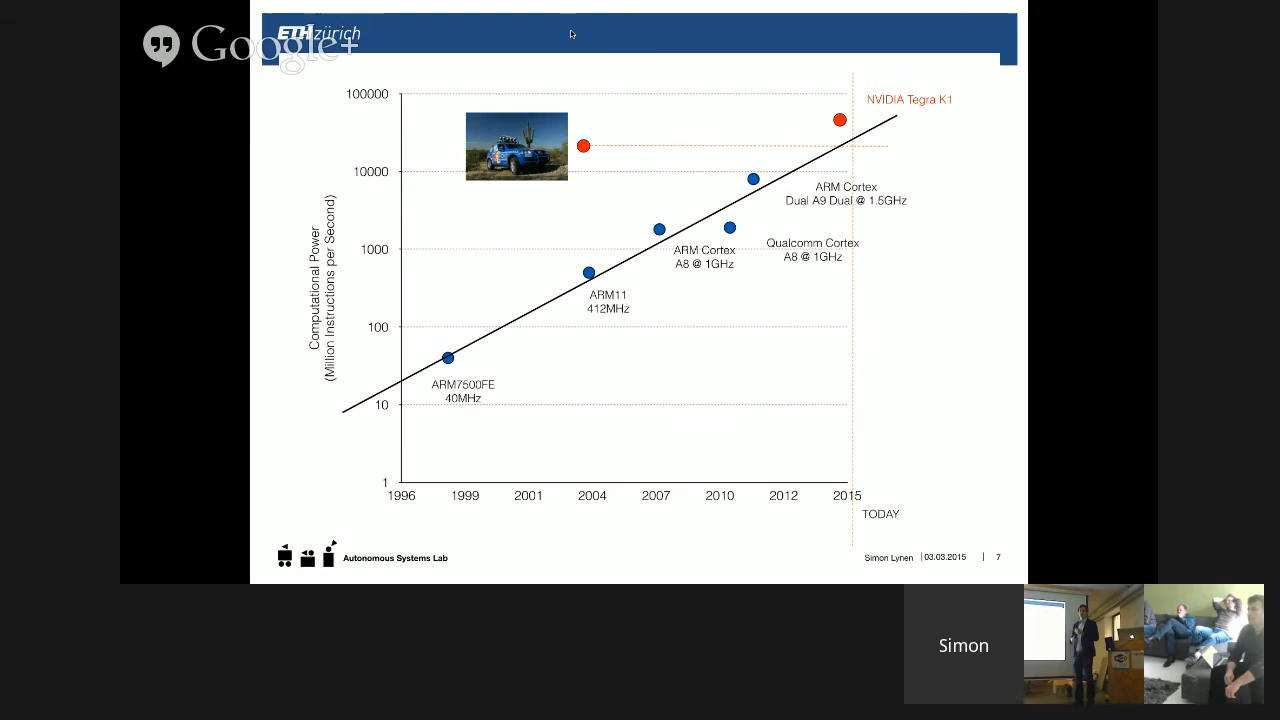 ETH zürich
Google+
100000
10000
1000
100
10
1
Computational Power
(Million Instructions per Second)
NVIDIA Tegra K1
ARM Cortex
Dual A9 Dual @ 1.5GHz
Qualcomm Cortex
A8 @ 1GHz
ARM Cortex
A8 @ 1GHz
ARM11
412MHz
ARM7500FE
40MHz
1996 1999 2001 2004 2007 2010 2012 2015
TODAY
Autonomous Systems Lab
Simon Lynen | 03.03.2015 | 7
Simon